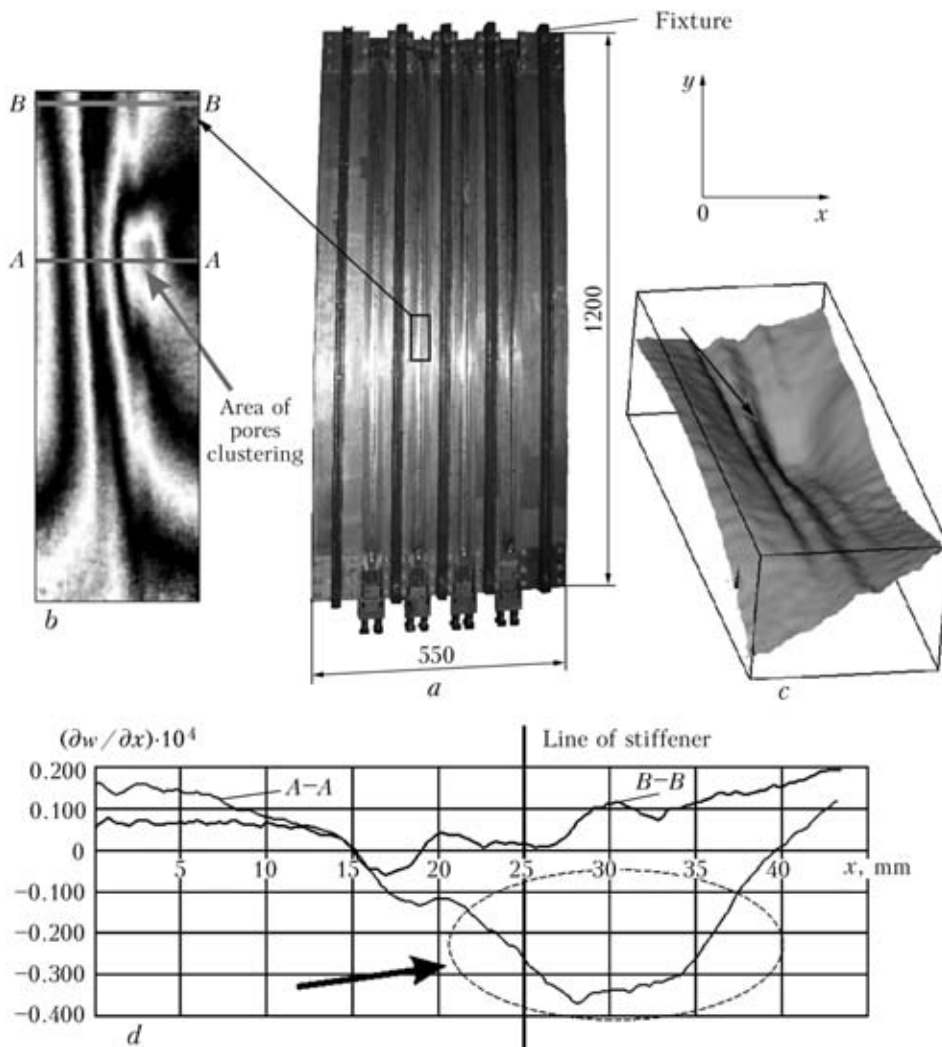 Fixture
B B
A A
Area of
pores
clustering
b
1200
550
a
y
0 x
c
(∂w/∂x)·10⁴
Line of stiffener
0.200
0.100
0
−0.100
−0.200
−0.300
−0.400
A–A
B–B
5 10 15 20 25 30 35 40 x, mm
d